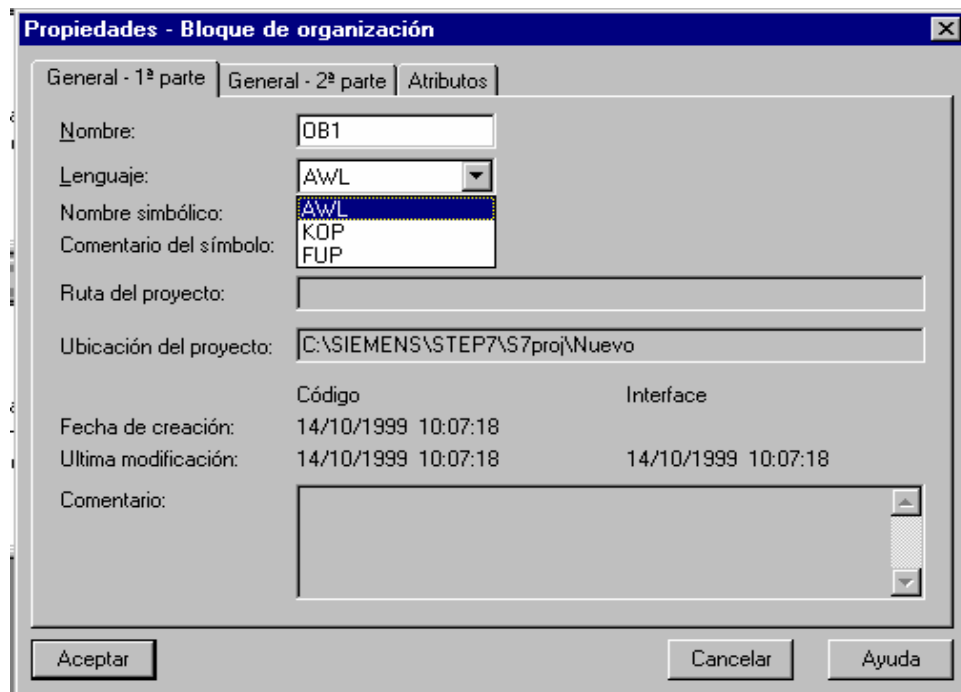 Propiedades - Bloque de organización
General - 1ª parte General - 2ª parte Atributos
Nombre: OB1
Lenguaje: AWL
AWL
Nombre simbólico:
KOP
Comentario del símbolo:
FUP
Ruta del proyecto:
Ubicación del proyecto: C:\SIEMENS\STEP7\S7proj\Nuevo
Código Interface
Fecha de creación: 14/10/1999 10:07:18
Ultima modificación: 14/10/1999 10:07:18 14/10/1999 10:07:18
Comentario:
Aceptar Cancelar Ayuda